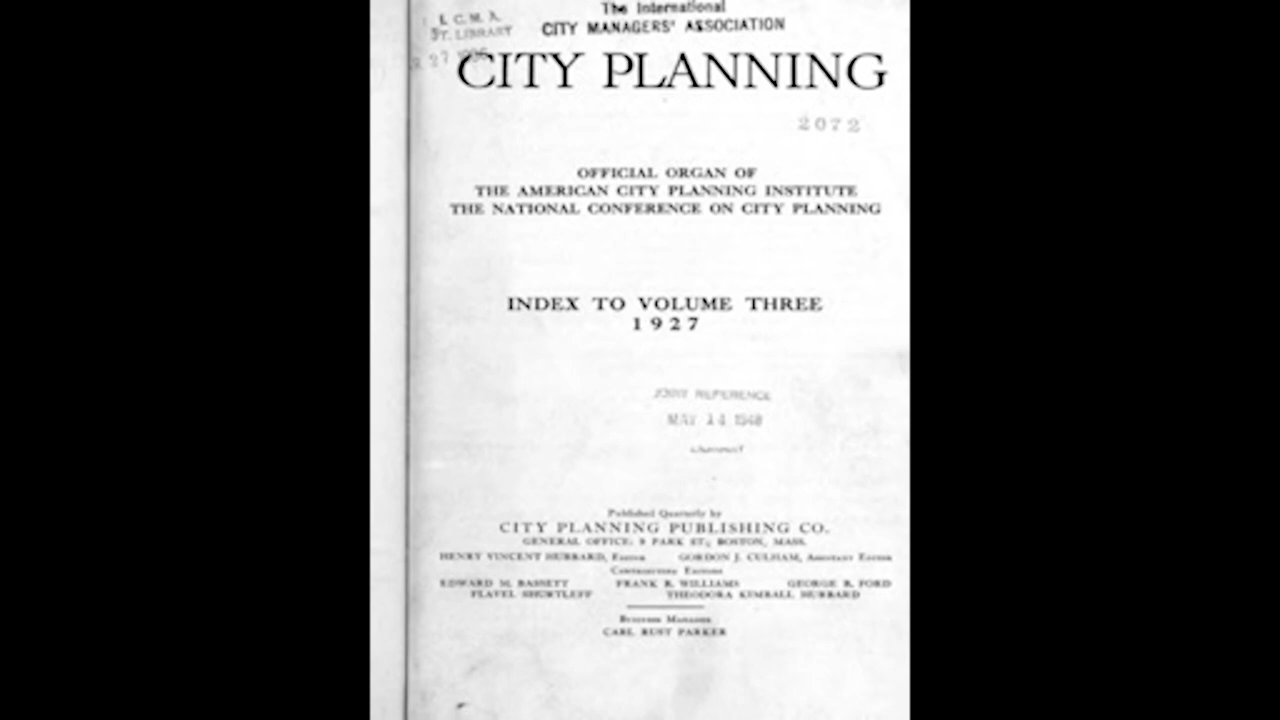 The International
CITY MANAGERS' ASSOCIATION
I. C. M. A.
LIBRARY
CITY PLANNING
2072
OFFICIAL ORGAN OF
THE AMERICAN CITY PLANNING INSTITUTE
THE NATIONAL CONFERENCE ON CITY PLANNING
INDEX TO VOLUME THREE
1927
JOINT REFERENCE
MAY 14 1948
Published Quarterly by
CITY PLANNING PUBLISHING CO.
GENERAL OFFICE: 9 PARK ST., BOSTON, MASS.
HENRY VINCENT HUBBARD, Editor GORDON J. CULHAM, Assistant Editor
Contributing Editors
EDWARD M. BASSETT FRANK B. WILLIAMS GEORGE B. FORD
FLAVEL SHURTLEFF THEODORA KIMBALL HUBBARD
Business Manager
CARL RUST PARKER